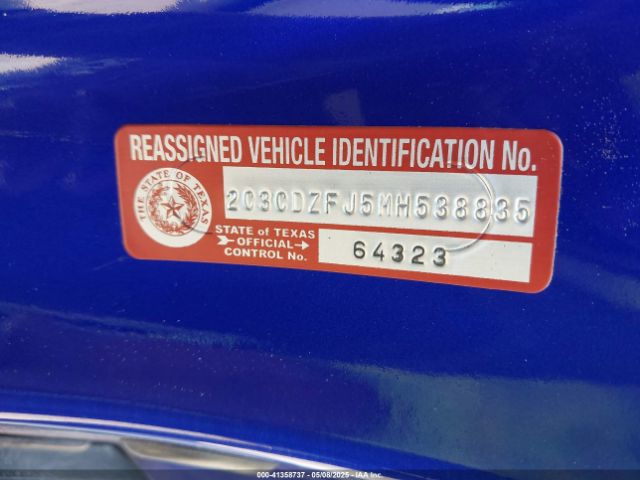 REASSIGNED VEHICLE IDENTIFICATION No.
THE STATE OF TEXAS
2C3CDZFJ5MH538835
STATE of TEXAS
OFFICIAL
CONTROL No.
64323
000-41358737 - 05/08/2025 - IAA Inc.